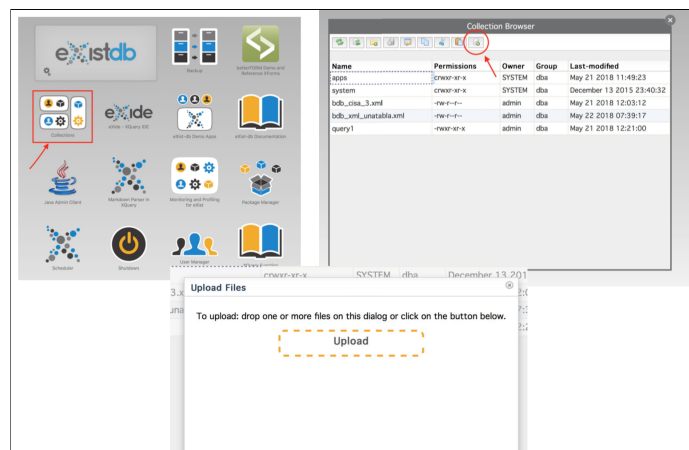 eXistdb
Backup
betterFORM Demo and
Reference XForms
Collections
eXide
eXide - XQuery IDE
eXist-db Demo Apps
eXist-db Documentation
Java Admin Client
Markdown Parser in
XQuery
Monitoring and Profiling
for eXist
Package Manager
Scheduler
Shutdown
User Manager
Collection Browser
Name Permissions Owner Group Last-modified
apps crwxr-xr-x SYSTEM dba May 21 2018 11:49:23
system crwxr-xr-x SYSTEM dba December 13 2015 23:40:32
bdb_cisa_3.xml -rw-r--r-- admin dba May 21 2018 12:03:12
bdb_xml_unatabla.xml -rw-r--r-- admin dba May 22 2018 07:39:17
query1 -rwxr-xr-x admin dba May 21 2018 12:21:00
crwxr-xr-x SYSTEM dba December 13 201
Upload Files
3.x
una
To upload: drop one or more files on this dialog or click on the button below.
Upload